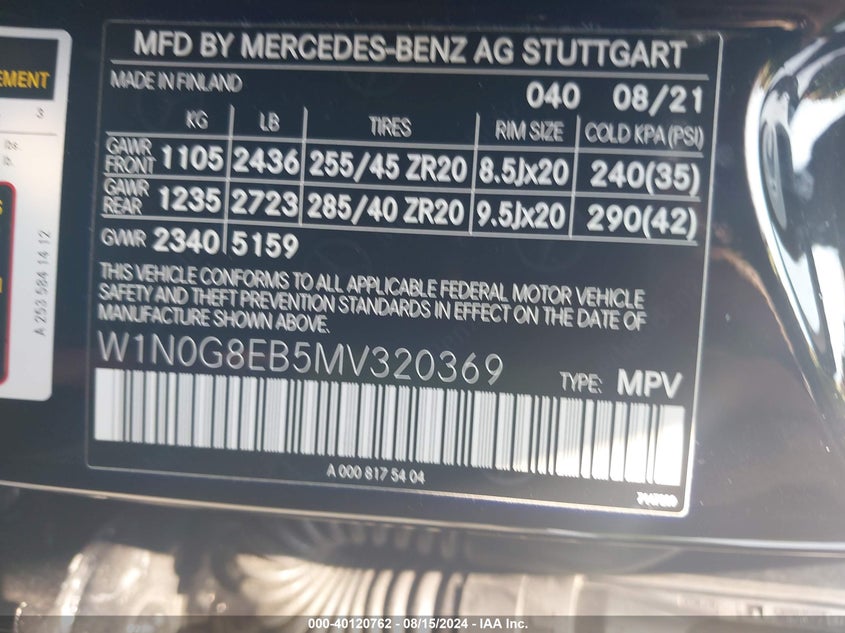 MFD BY MERCEDES-BENZ AG STUTTGART
MADE IN FINLAND 040 08/21
KG LB TIRES RIM SIZE COLD KPA (PSI)
GAWR FRONT 1105 2436 255/45 ZR20 8.5Jx20 240(35)
GAWR REAR 1235 2723 285/40 ZR20 9.5Jx20 290(42)
GVWR 2340 5159
THIS VEHICLE CONFORMS TO ALL APPLICABLE FEDERAL MOTOR VEHICLE
SAFETY AND THEFT PREVENTION STANDARDS IN EFFECT ON THE DATE OF
MANUFACTURE SHOWN ABOVE.
W1N0G8EB5MV320369 TYPE: MPV
A 000 817 54 04
EMENT
3
lbs.
lb.
S
A 253 584 14 12
000-40120762 - 08/15/2024 - IAA Inc.